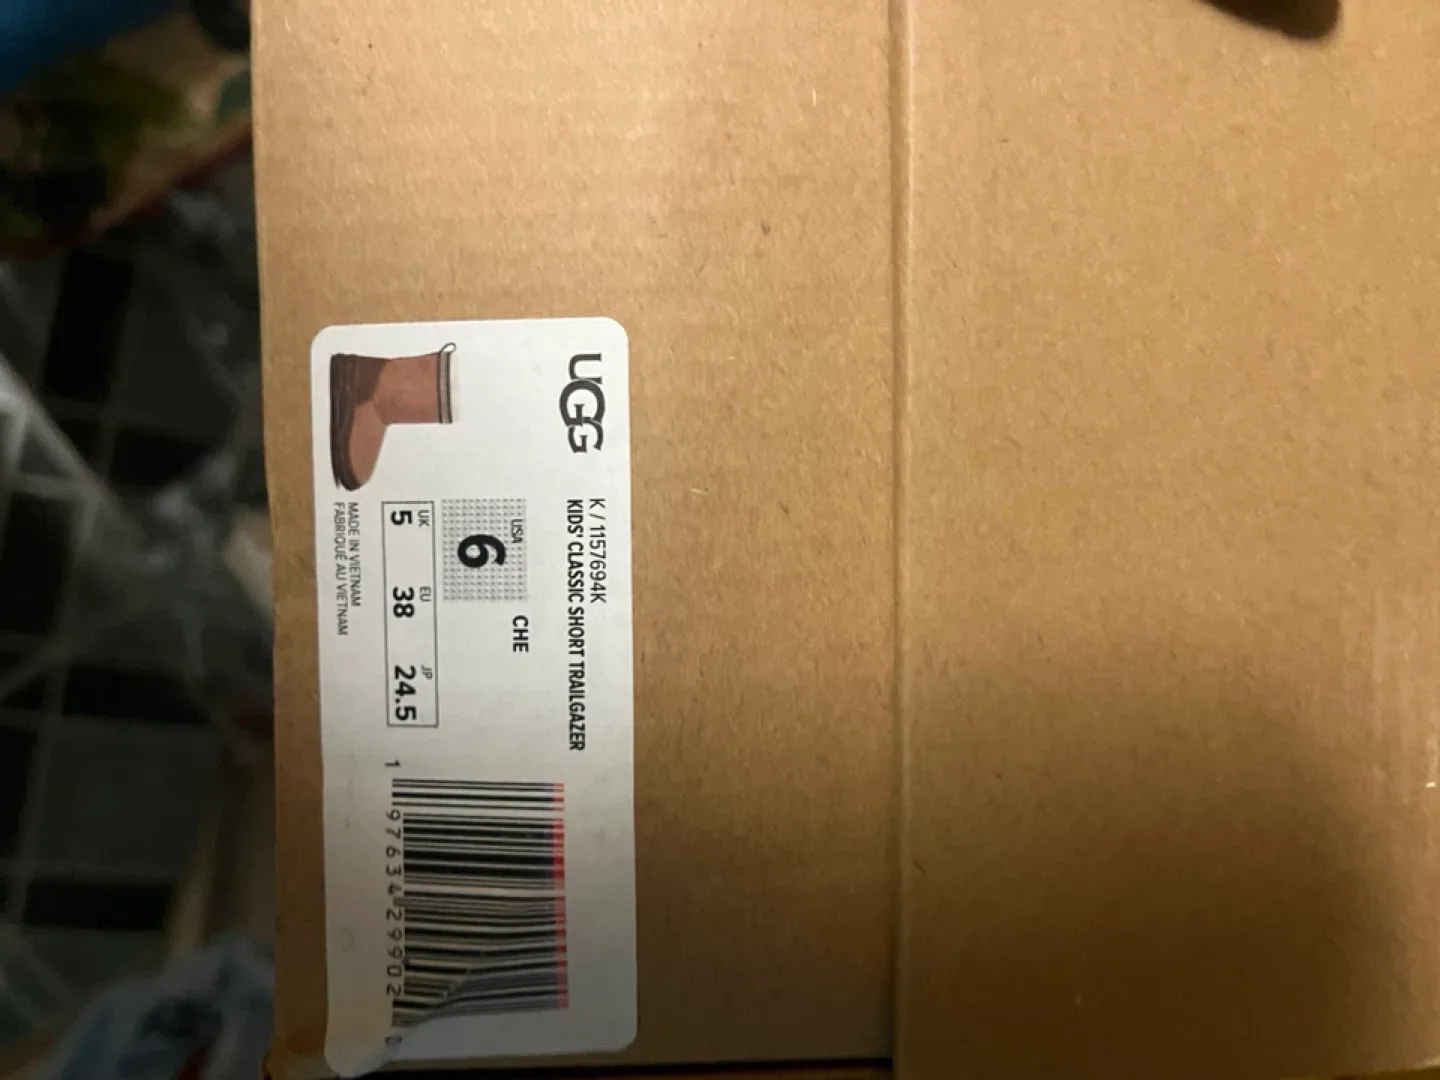 UGG
K / 1157694K
KIDS' CLASSIC SHORT TRAILGAZER
USA
6
CHE
UK EU JP
5 38 24.5
MADE IN VIETNAM
FABRIQUÉ AU VIETNAM
1 97634 29902 0